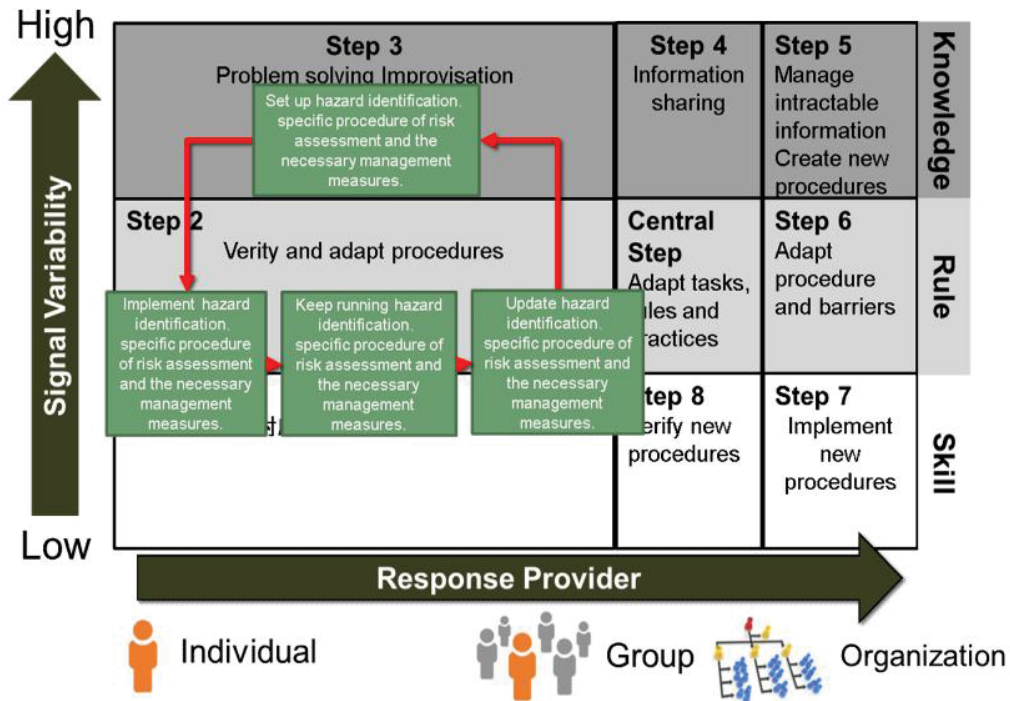 High
Signal Variability
Low
Step 3
Problem solving Improvisation
Set up hazard identification.
specific procedure of risk
assessment and the
necessary management
measures.
Step 4
Information
sharing
Step 5
Manage
intractable
information
Create new
procedures
Knowledge
Step 2
Verity and adapt procedures
Central
Step
Adapt tasks,
ules and
ractices
Step 6
Adapt
procedure
and barriers
Rule
Implement hazard
identification.
specific procedure
of risk assessment
and the necessary
management
measures.
Keep running hazard
identification.
specific procedure of
risk assessment and
the necessary
management
measures.
Update hazard
identification.
specific procedure of
risk assessment and
the necessary
management
measures.
tep 8
erify new
procedures
Step 7
Implement
new
procedures
Skill
Response Provider
Individual
Group
Organization